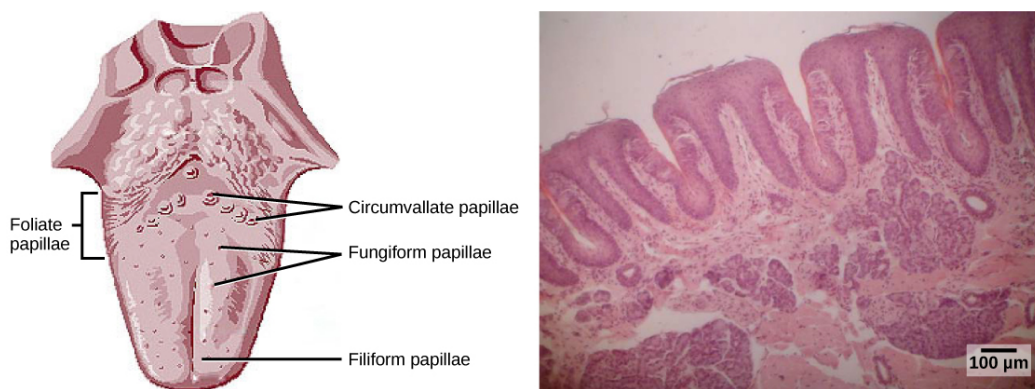 Foliate
papillae
Circumvallate papillae
Fungiform papillae
Filiform papillae
100 µm